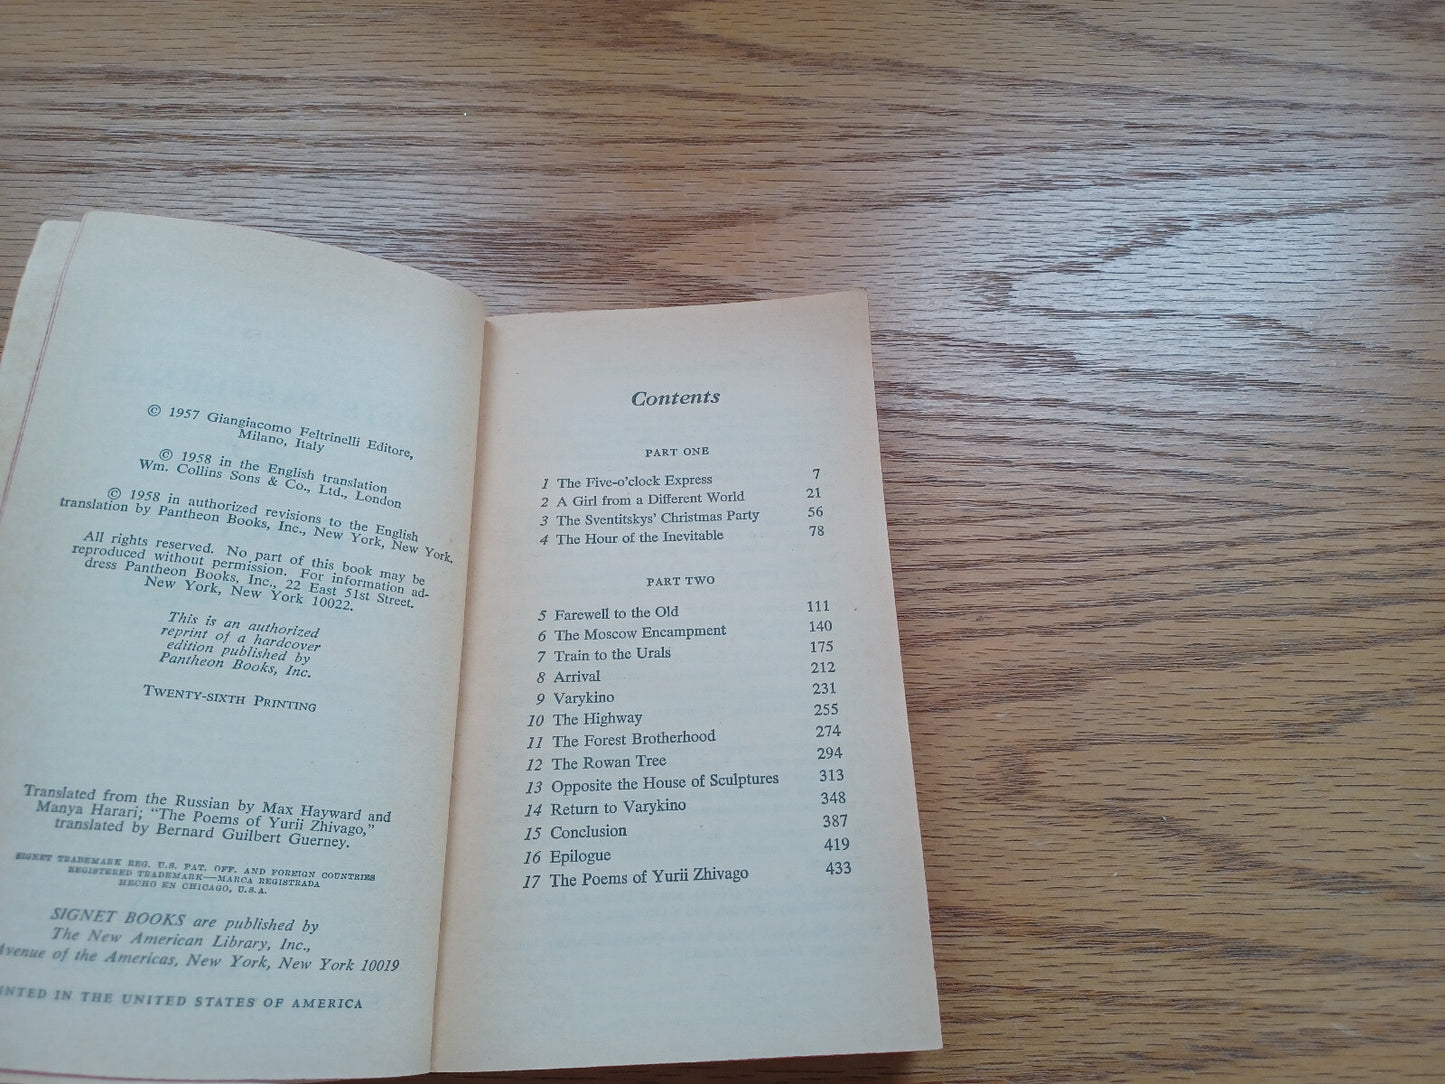 © 1957 Giangiacomo Feltrinelli Editore,
Milano, Italy
© 1958 in the English translation
Wm. Collins Sons & Co., Ltd., London
© 1958 in authorized revisions to the English
translation by Pantheon Books, Inc., New York, New York.
All rights reserved. No part of this book may be
reproduced without permission. For information ad-
dress Pantheon Books, Inc., 22 East 51st Street.
New York, New York 10022.
This is an authorized
reprint of a hardcover
edition published by
Pantheon Books, Inc.
TWENTY-SIXTH PRINTING
Translated from the Russian by Max Hayward and
Manya Harari; "The Poems of Yurii Zhivago,"
translated by Bernard Guilbert Guerney.
SIGNET TRADEMARK REG. U.S. PAT. OFF. AND FOREIGN COUNTRIES
REGISTERED TRADEMARK—MARCA REGISTRADA
HECHO EN CHICAGO, U.S.A.
SIGNET BOOKS are published by
The New American Library, Inc.,
Avenue of the Americas, New York, New York 10019
INTED IN THE UNITED STATES OF AMERICA
Contents
PART ONE
1 The Five-o'clock Express 7
2 A Girl from a Different World 21
3 The Sventitskys' Christmas Party 56
4 The Hour of the Inevitable 78
PART TWO
5 Farewell to the Old 111
6 The Moscow Encampment 140
7 Train to the Urals 175
8 Arrival 212
9 Varykino 231
10 The Highway 255
11 The Forest Brotherhood 274
12 The Rowan Tree 294
13 Opposite the House of Sculptures 313
14 Return to Varykino 348
15 Conclusion 387
16 Epilogue 419
17 The Poems of Yurii Zhivago 433